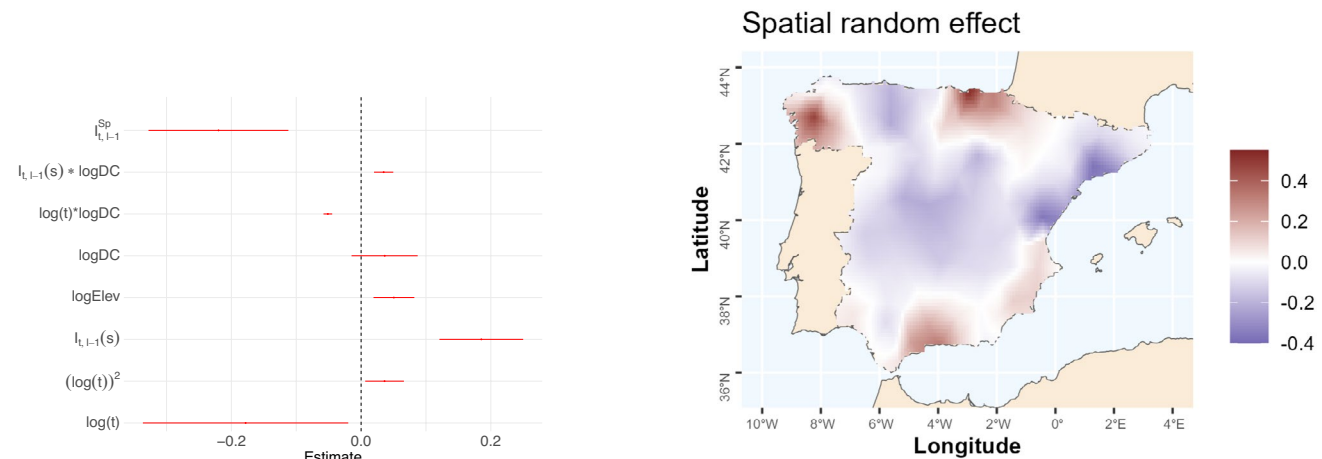 I^Sp_t, l−1
I_t, l−1(s) ∗ logDC
log(t)*logDC
logDC
logElev
I_t, l−1(s)
(log(t))²
log(t)
−0.2 0.0 0.2
Estimate
Spatial random effect
Latitude
44°N
42°N
40°N
38°N
36°N
10°W 8°W 6°W 4°W 2°W 0° 2°E 4°E
Longitude
0.4
0.2
0.0
-0.2
-0.4